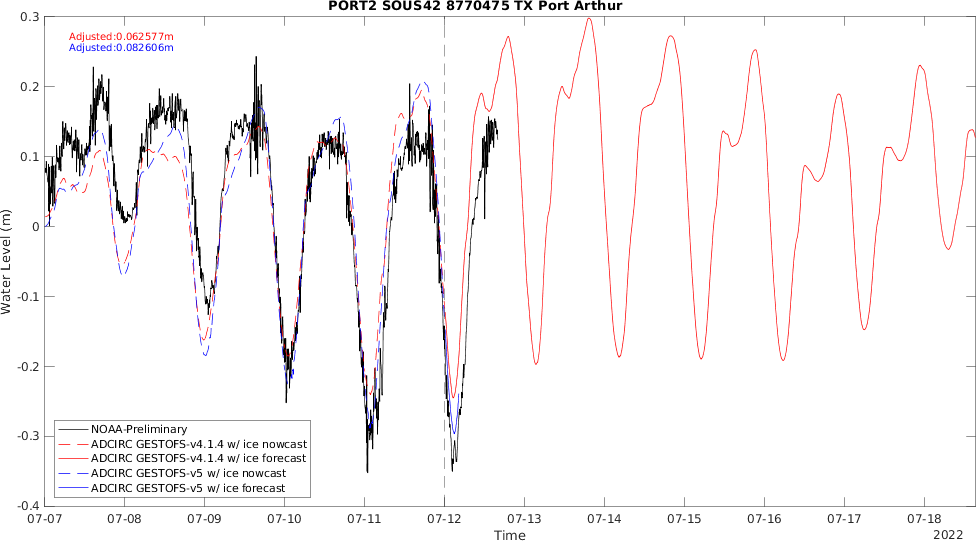 PORT2 SOUS42 8770475 TX Port Arthur
Adjusted:0.062577m
Adjusted:0.082606m
0.3
0.2
0.1
0
-0.1
-0.2
-0.3
-0.4
Water Level (m)
NOAA-Preliminary
ADCIRC GESTOFS-v4.1.4 w/ ice nowcast
ADCIRC GESTOFS-v4.1.4 w/ ice forecast
ADCIRC GESTOFS-v5 w/ ice nowcast
ADCIRC GESTOFS-v5 w/ ice forecast
07-07 07-08 07-09 07-10 07-11 07-12 07-13 07-14 07-15 07-16 07-17 07-18
Time
2022